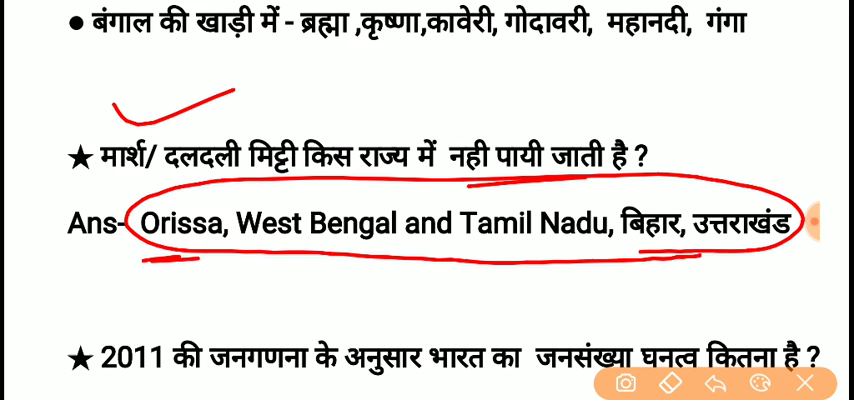 ● बंगाल की खाड़ी में - ब्रह्मा ,कृष्णा,कावेरी, गोदावरी, महानदी, गंगा
★ मार्श/ दलदली मिट्टी किस राज्य में नही पायी जाती है ?
Ans- Orissa, West Bengal and Tamil Nadu, बिहार, उत्तराखंड
★ 2011 की जनगणना के अनुसार भारत का जनसंख्या घनत्व कितना है ?